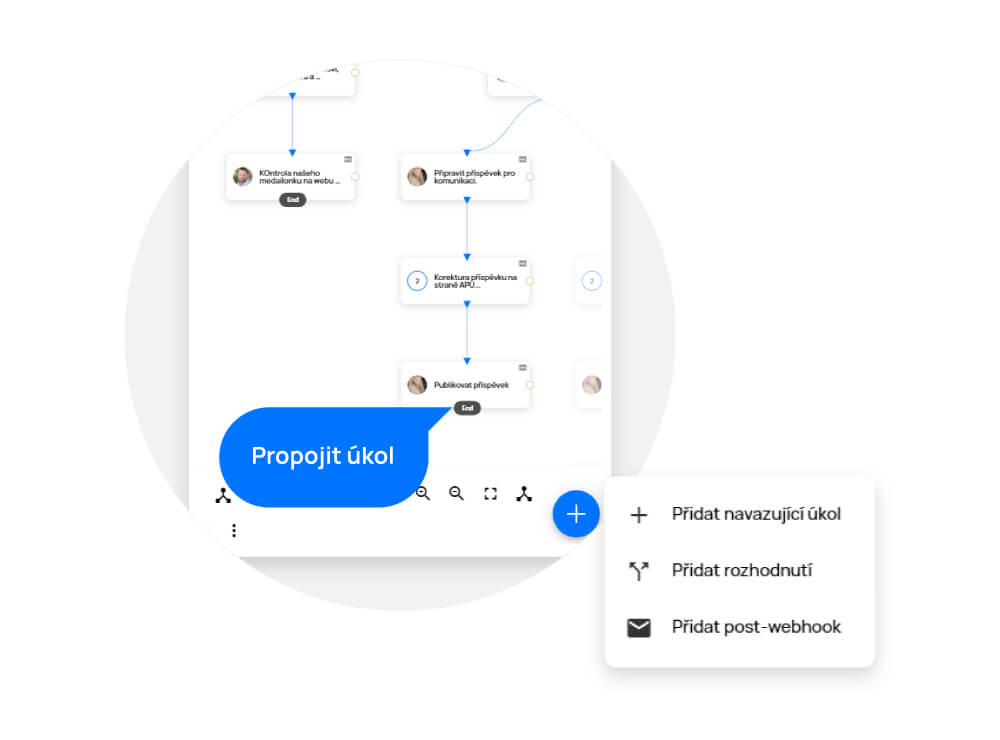 KOntrola našeho
medailonku na webu ...
End
Připravit příspěvek pro
komunikaci.
2
Korektura příspěvku na
straně APÚ...
2
Publikovat příspěvek
End
Propojit úkol
Přidat navazující úkol
Přidat rozhodnutí
Přidat post-webhook